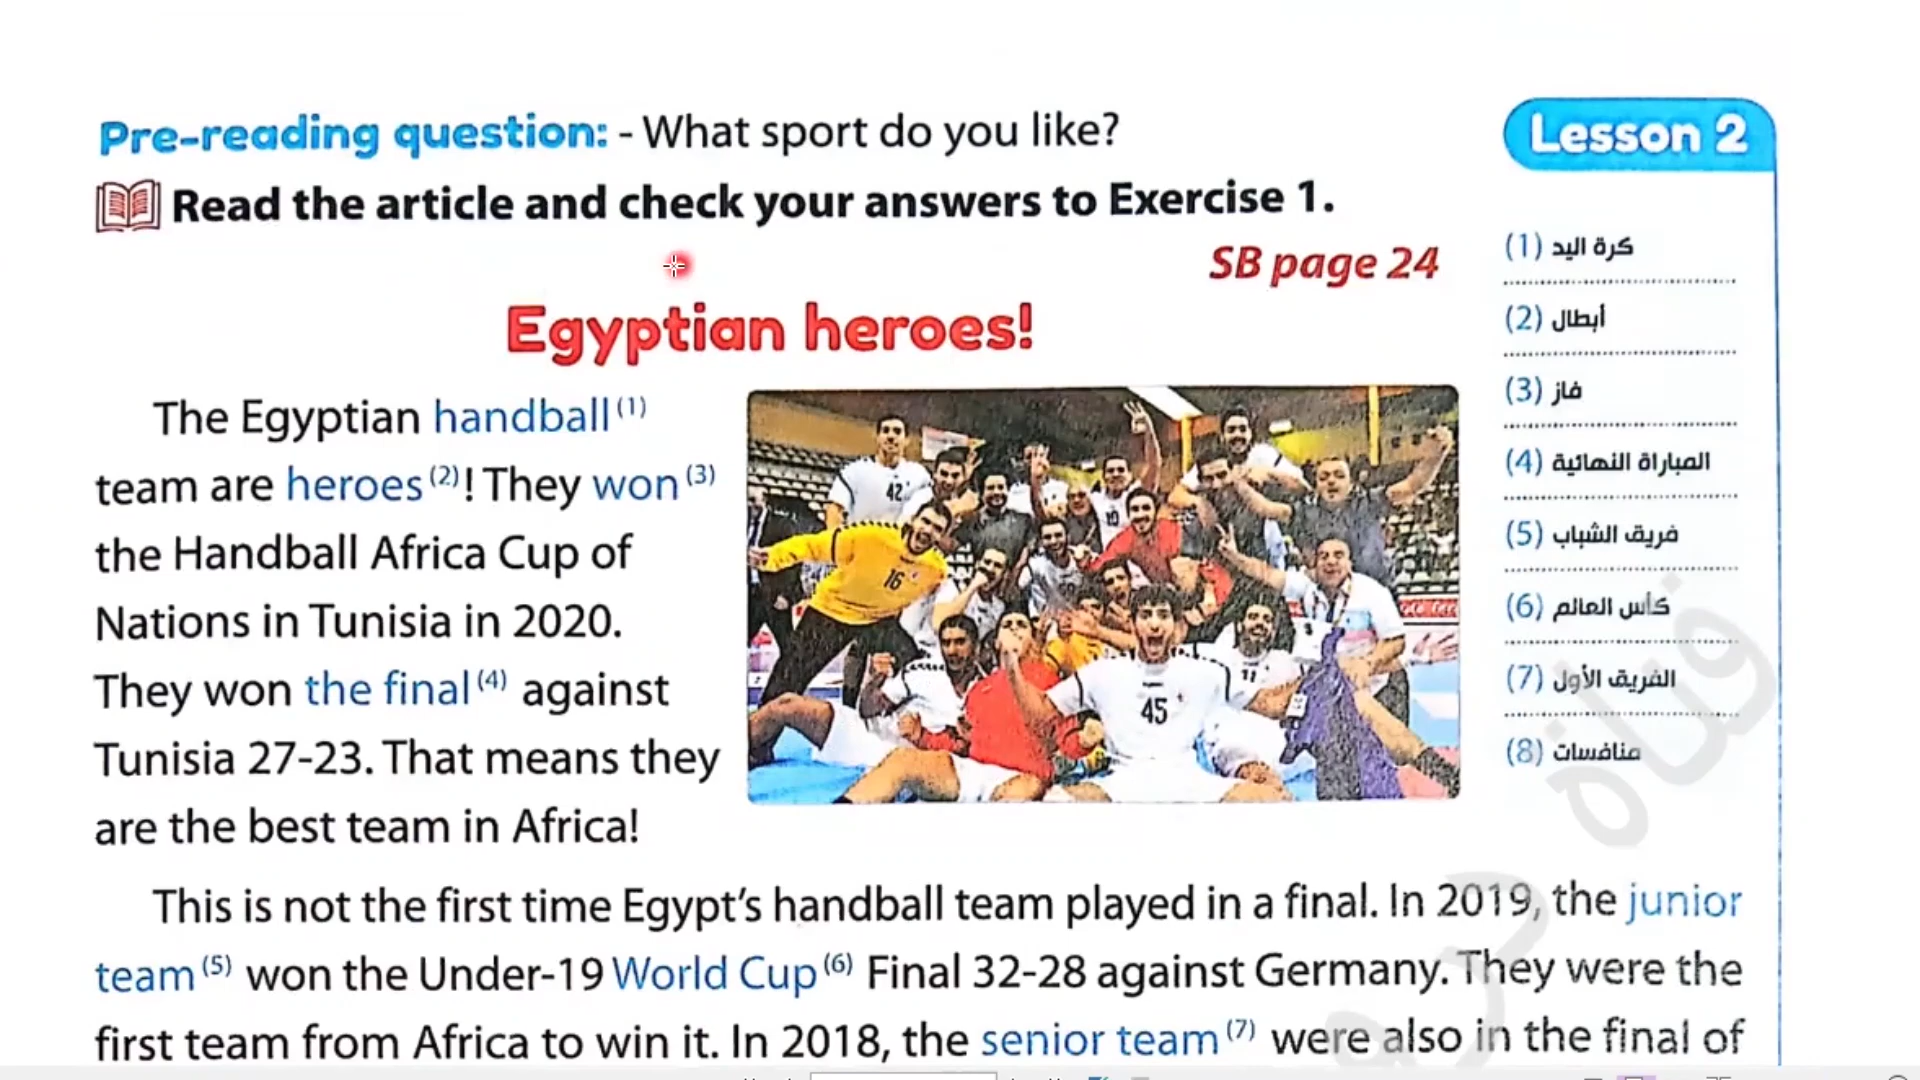 Pre-reading question: - What sport do you like?
Read the article and check your answers to Exercise 1.
SB page 24
Egyptian heroes!
The Egyptian handball (1)
team are heroes (2)! They won (3)
the Handball Africa Cup of
Nations in Tunisia in 2020.
They won the final (4) against
Tunisia 27-23. That means they
are the best team in Africa!
42
10
16
45
11
This is not the first time Egypt's handball team played in a final. In 2019, the junior
team (5) won the Under-19 World Cup (6) Final 32-28 against Germany. They were the
first team from Africa to win it. In 2018, the senior team (7) were also in the final of
Lesson 2
(1) كرة اليد
(2) أبطال
(3) فاز
(4) المباراة النهائية
(5) فريق الشباب
(6) كأس العالم
(7) الفريق الأول
(8) منافسات
قناة